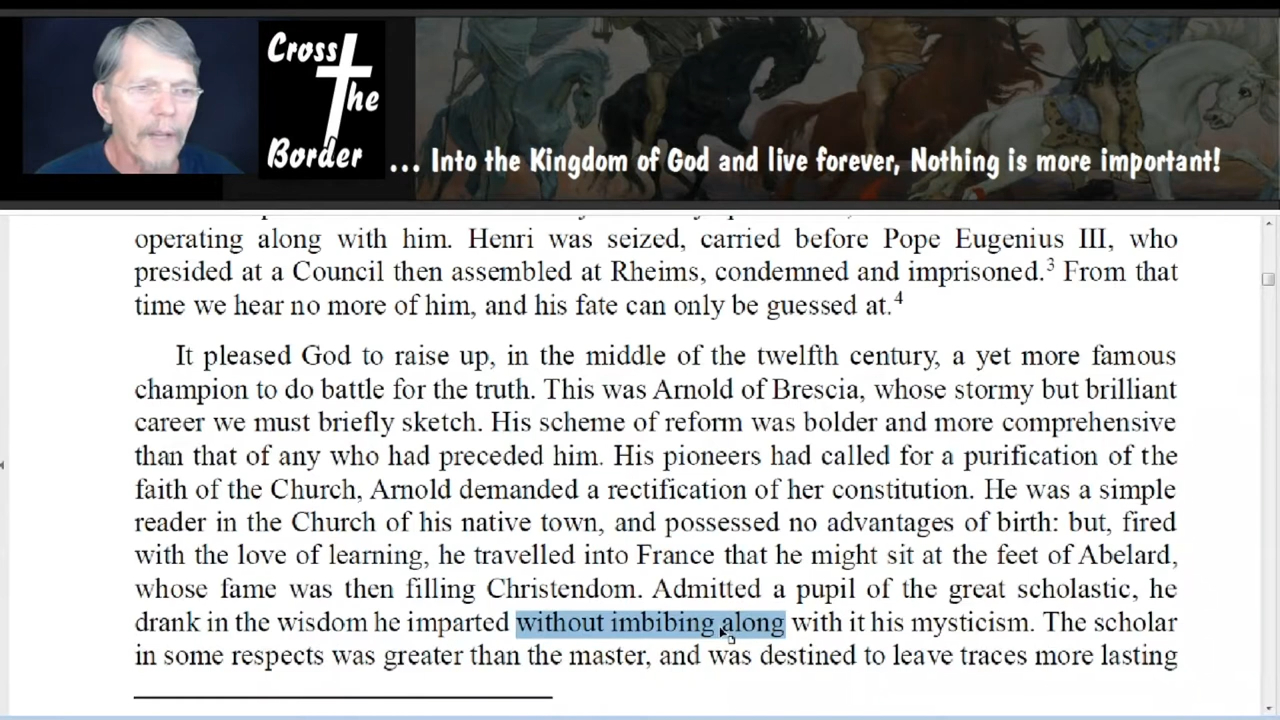 Cross
The
Border
... Into the Kingdom of God and live forever, Nothing is more important!
operating along with him. Henri was seized, carried before Pope Eugenius III, who
presided at a Council then assembled at Rheims, condemned and imprisoned.3 From that
time we hear no more of him, and his fate can only be guessed at.4
It pleased God to raise up, in the middle of the twelfth century, a yet more famous
champion to do battle for the truth. This was Arnold of Brescia, whose stormy but brilliant
career we must briefly sketch. His scheme of reform was bolder and more comprehensive
than that of any who had preceded him. His pioneers had called for a purification of the
faith of the Church, Arnold demanded a rectification of her constitution. He was a simple
reader in the Church of his native town, and possessed no advantages of birth: but, fired
with the love of learning, he travelled into France that he might sit at the feet of Abelard,
whose fame was then filling Christendom. Admitted a pupil of the great scholastic, he
drank in the wisdom he imparted without imbibing along with it his mysticism. The scholar
in some respects was greater than the master, and was destined to leave traces more lasting